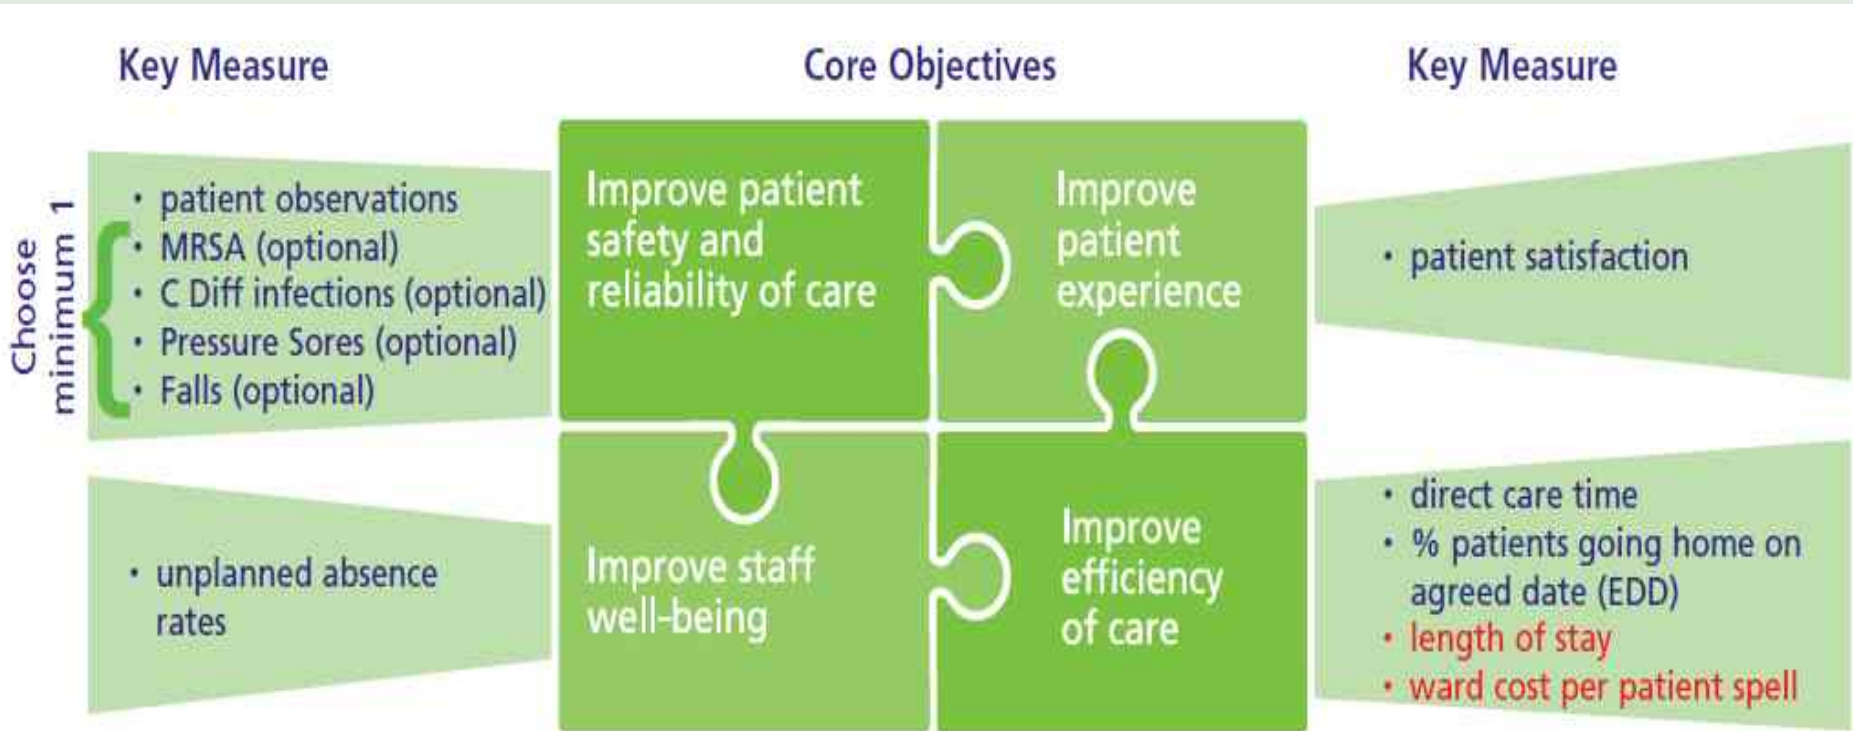 Key Measure
Core Objectives
Key Measure
Choose
minimum 1
• patient observations
• MRSA (optional)
• C Diff infections (optional)
• Pressure Sores (optional)
• Falls (optional)
Improve patient
safety and
reliability of care
Improve
patient
experience
• patient satisfaction
• unplanned absence
rates
Improve staff
well-being
Improve
efficiency
of care
• direct care time
• % patients going home on
agreed date (EDD)
• length of stay
• ward cost per patient spell